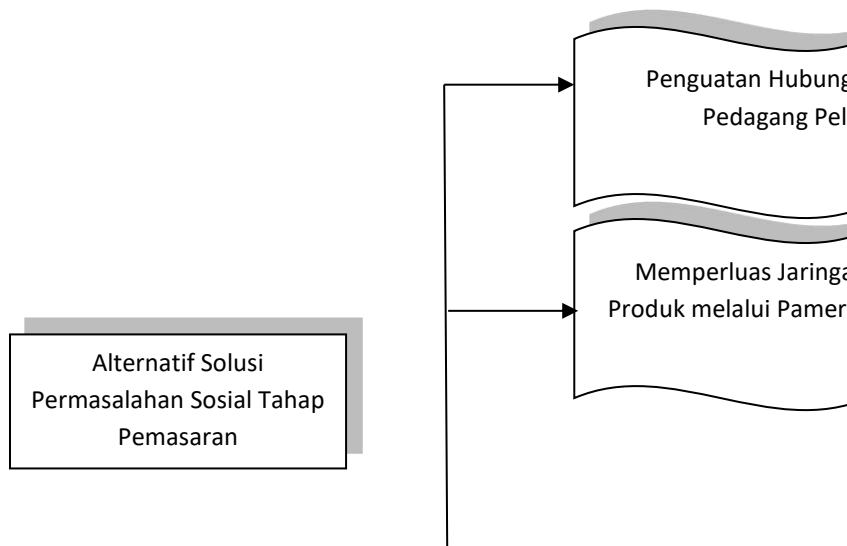 Penguatan Hubung
Pedagang Pel
Memperluas Jaringa
Produk melalui Pamer
Alternatif Solusi
Permasalahan Sosial Tahap
Pemasaran